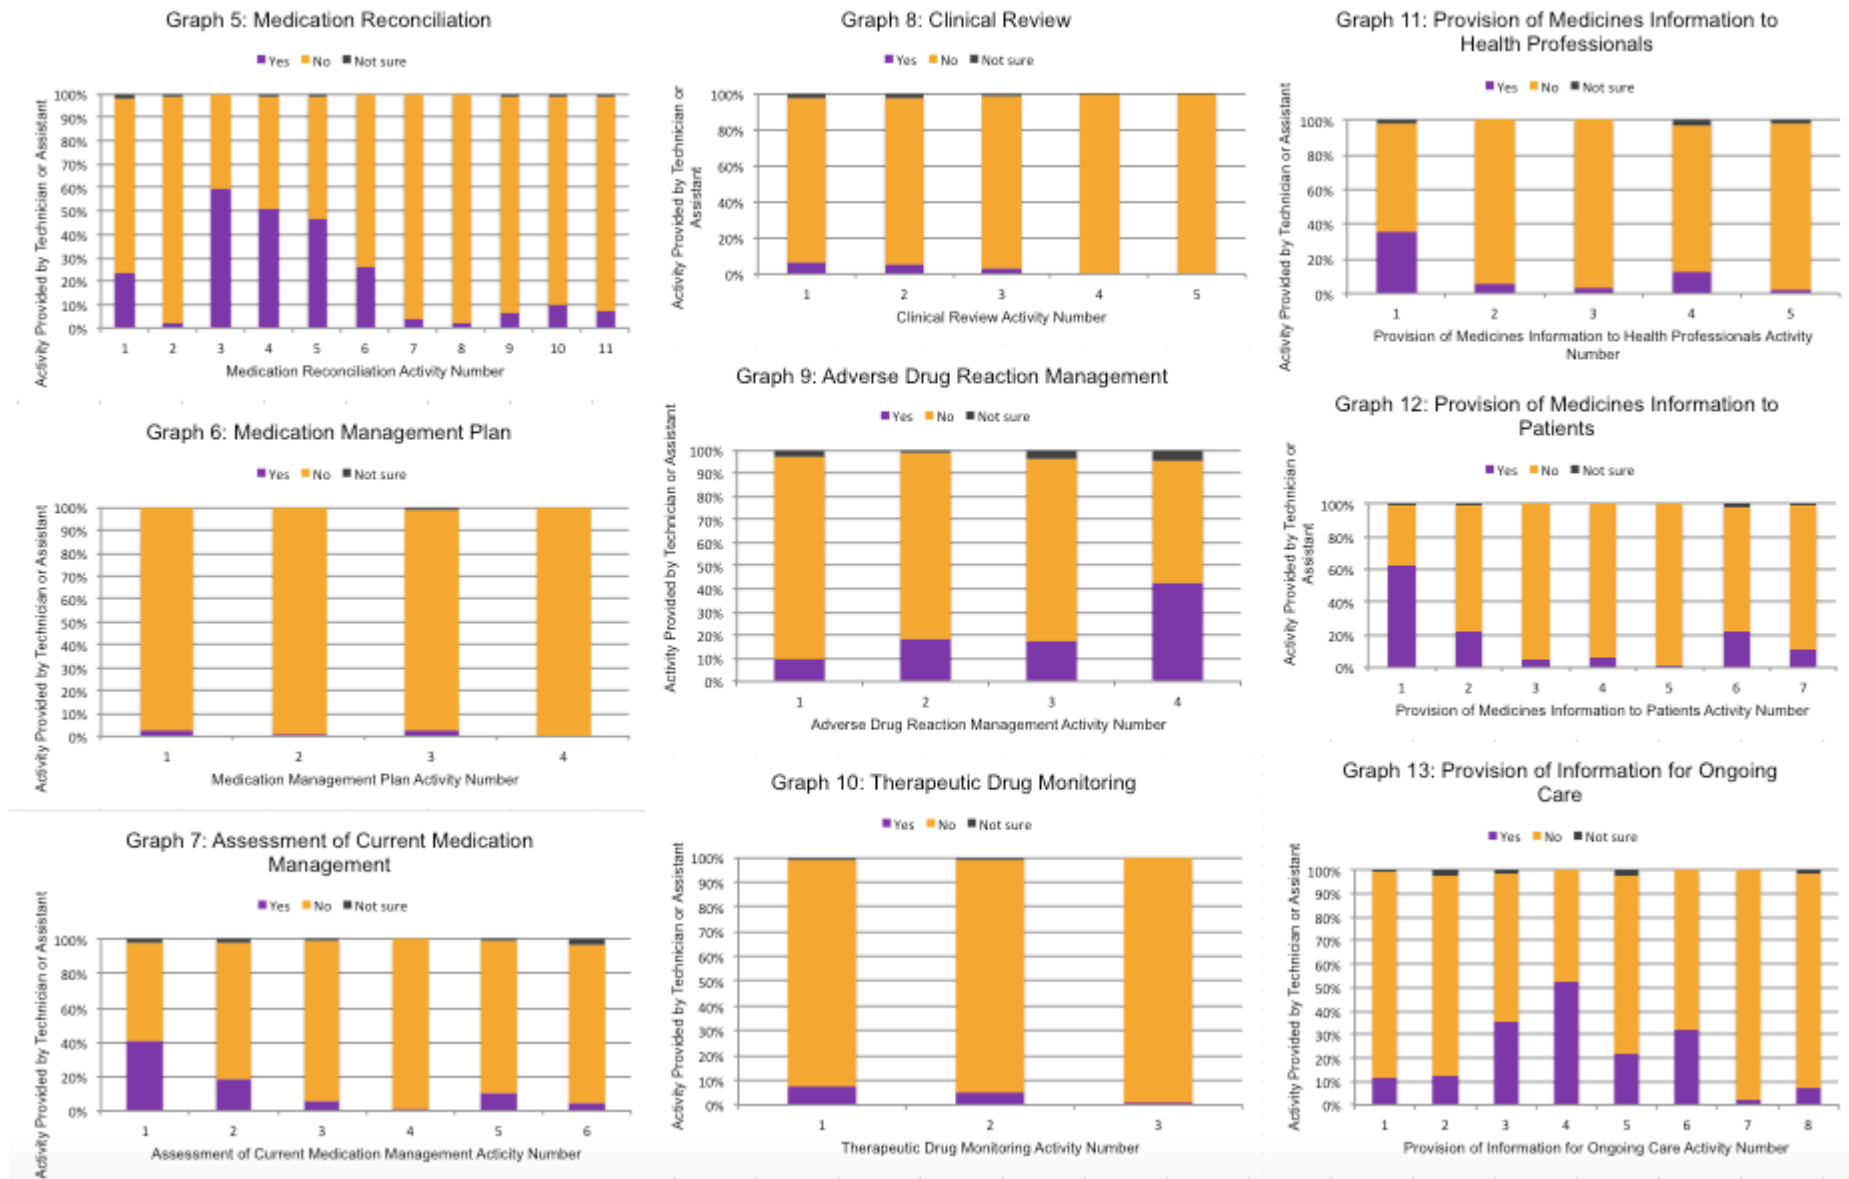 Graph 5: Medication Reconciliation
Yes No Not sure
Activity Provided by Technician or Assistant
100%
90%
80%
70%
60%
50%
40%
30%
20%
10%
0%
1 2 3 4 5 6 7 8 9 10 11
Medication Reconciliation Activity Number
Graph 6: Medication Management Plan
Yes No Not sure
Activity Provided by Technician or Assistant
100%
90%
80%
70%
60%
50%
40%
30%
20%
10%
0%
1 2 3 4
Medication Management Plan Activity Number
Graph 7: Assessment of Current Medication
Management
Yes No Not sure
Activity Provided by Technician or Assistant
100%
80%
60%
40%
20%
0%
1 2 3 4 5 6
Assessment of Current Medication Management Acticity Number
Graph 8: Clinical Review
Yes No Not sure
Activity Provided by Technician or
Assistant
100%
80%
60%
40%
20%
0%
1 2 3 4 5
Clinical Review Activity Number
Graph 9: Adverse Drug Reaction Management
Yes No Not sure
Activity Provided by Technician or Assistant
100%
90%
80%
70%
60%
50%
40%
30%
20%
10%
0%
1 2 3 4
Adverse Drug Reaction Management Activity Number
Graph 10: Therapeutic Drug Monitoring
Yes No Not sure
Activity Provided by Technician or Assistant
100%
90%
80%
70%
60%
50%
40%
30%
20%
10%
0%
1 2 3
Therapeutic Drug Monitoring Activity Number
Graph 11: Provision of Medicines Information to
Health Professionals
Yes No Not sure
Activity Provided by Technician or Assistant
100%
80%
60%
40%
20%
0%
1 2 3 4 5
Provision of Medicines Information to Health Professionals Activity
Number
Graph 12: Provision of Medicines Information to
Patients
Yes No Not sure
Activity Provided by Technician or
Assistant
100%
80%
60%
40%
20%
0%
1 2 3 4 5 6 7
Provision of Medicines Information to Patients Activity Number
Graph 13: Provision of Information for Ongoing
Care
Yes No Not sure
Activity Provided by Technician or Assistant
100%
90%
80%
70%
60%
50%
40%
30%
20%
10%
0%
1 2 3 4 5 6 7 8
Provision of Information for Ongoing Care Activity Number